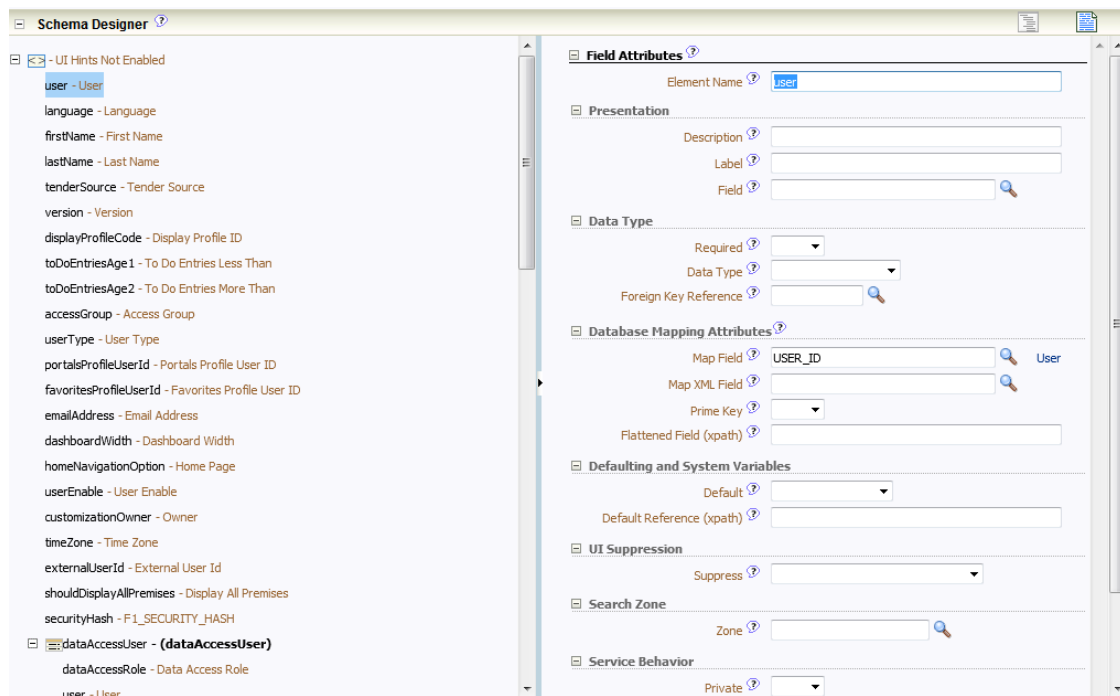 Schema Designer ?
<> - UI Hints Not Enabled
user - User
language - Language
firstName - First Name
lastName - Last Name
tenderSource - Tender Source
version - Version
displayProfileCode - Display Profile ID
toDoEntriesAge1 - To Do Entries Less Than
toDoEntriesAge2 - To Do Entries More Than
accessGroup - Access Group
userType - User Type
portalsProfileUserId - Portals Profile User ID
favoritesProfileUserId - Favorites Profile User ID
emailAddress - Email Address
dashboardWidth - Dashboard Width
homeNavigationOption - Home Page
userEnable - User Enable
customizationOwner - Owner
timeZone - Time Zone
externalUserId - External User Id
shouldDisplayAllPremises - Display All Premises
securityHash - F1_SECURITY_HASH
dataAccessUser - (dataAccessUser)
dataAccessRole - Data Access Role
user - User
Field Attributes ?
Element Name ? user
Presentation
Description ?
Label ?
Field ?
Data Type
Required ?
Data Type ?
Foreign Key Reference ?
Database Mapping Attributes ?
Map Field ? USER_ID User
Map XML Field ?
Prime Key ?
Flattened Field (xpath) ?
Defaulting and System Variables
Default ?
Default Reference (xpath) ?
UI Suppression
Suppress ?
Search Zone
Zone ?
Service Behavior
Private ?